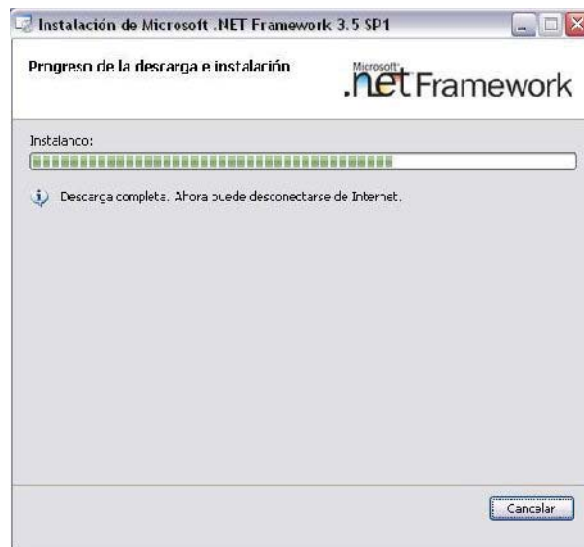 Instalación de Microsoft .NET Framework 3.5 SP1
Progreso de la descarga e instalación
Microsoft
.net Framework
Instalando:
Descarga completa. Ahora puede desconectarse de Internet.
Cancelar